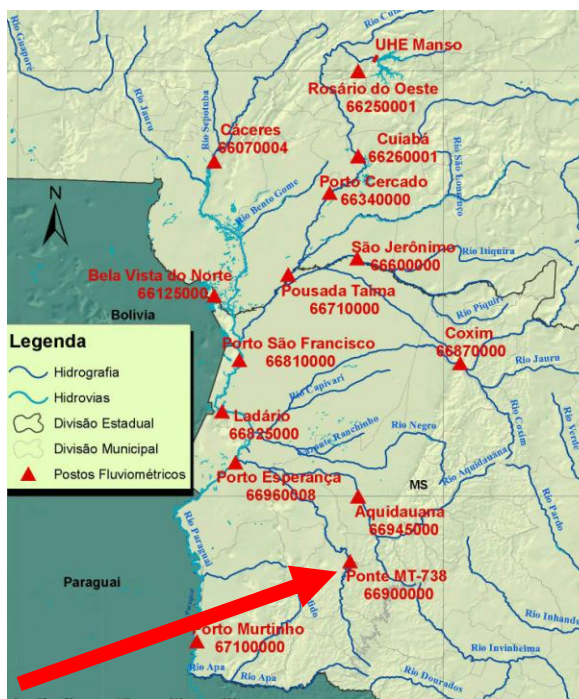 Rio Guaporé
Rio Cuiabá
UHE Manso
Rosário do Oeste
66250001
Rio Jauru
Rio Sepotuba
Cáceres
66070004
Cuiabá
66260001
Rio São Lourenço
Porto Cercado
66340000
Rio Bento Gome
N
São Jerônimo
66600000
Rio Itiquira
Bela Vista do Norte
66125000
Pousada Taima
66710000
Rio Piquiri
Bolívia
Legenda
Hidrografia
Hidrovias
Divisão Estadual
Divisão Municipal
Postos Fluviométricos
Porto São Francisco
66810000
Coxim
66870000
Rio Jaura
Rio Capivari
Rio Coxim
Rio Verde
Ladário
66825000
Ranchinho
Rio Negro
Rio Aquidauana
Porto Esperança
66960008
MS
Rio Pardo
Aquidauana
66945000
Rio Paraguai
Paraguai
Ponte MT-738
66900000
Rio Inhandu
Porto Murtinho
67100000
Rio Invinheima
Rio Apa
Rio Apa
Rio Dourados